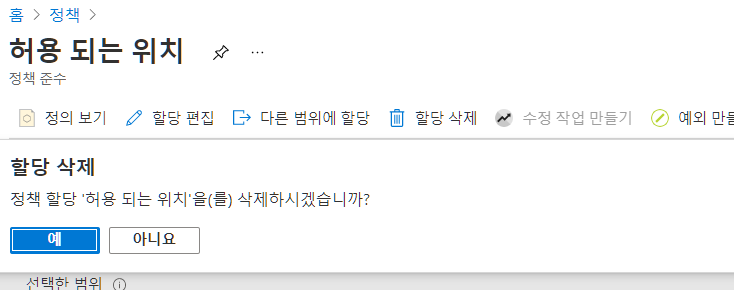 홈 > 정책 >
허용 되는 위치 ...
정책 준수
정의 보기 할당 편집 다른 범위에 할당 할당 삭제 수정 작업 만들기 예외 만들
할당 삭제
정책 할당 '허용 되는 위치'을(를) 삭제하시겠습니까?
예 아니요
선택한 범위